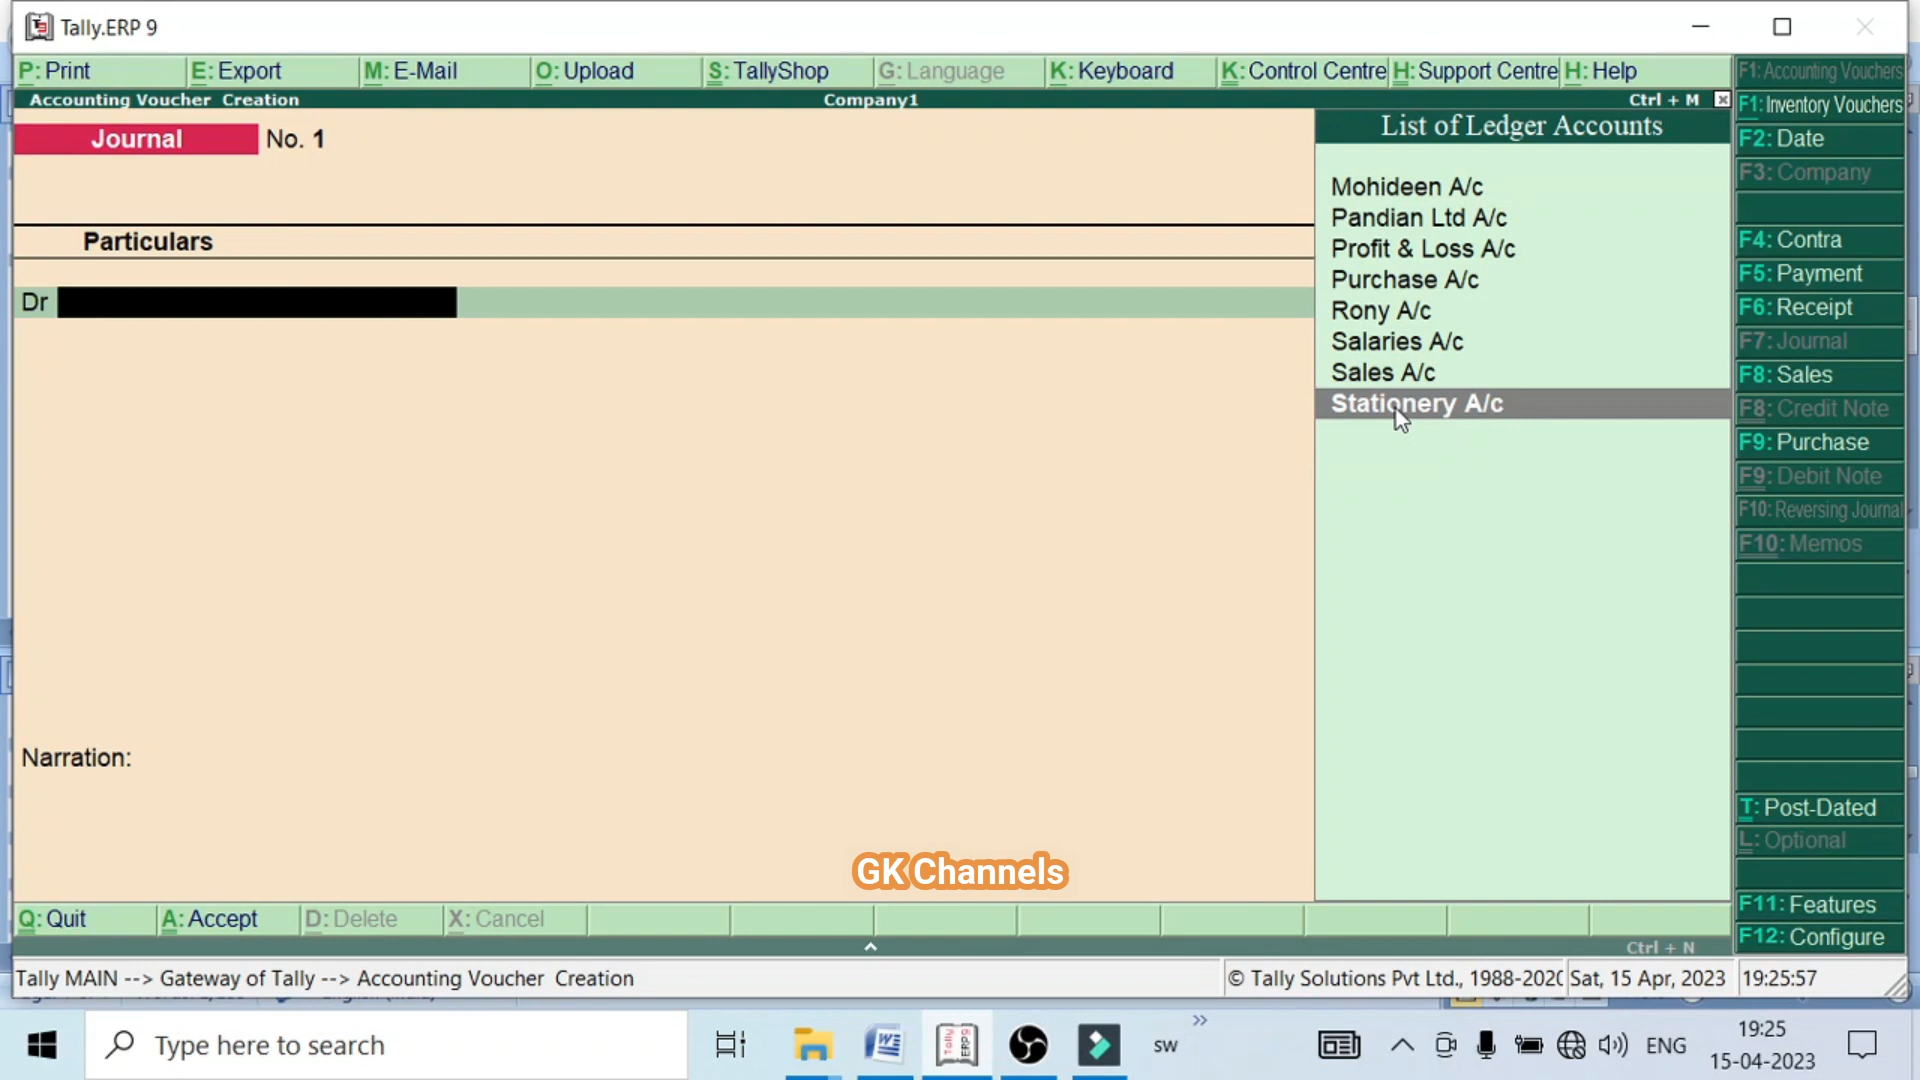 Tally.ERP 9
P: Print E: Export M: E-Mail O: Upload S: TallyShop G: Language K: Keyboard K: Control Centre H: Support Centre H: Help
Accounting Voucher Creation Company1 Ctrl + M
Journal No. 1
Particulars
Dr
Narration:
List of Ledger Accounts
Mohideen A/c
Pandian Ltd A/c
Profit & Loss A/c
Purchase A/c
Rony A/c
Salaries A/c
Sales A/c
Stationery A/c
F1: Accounting Vouchers
F1: Inventory Vouchers
F2: Date
F3: Company
F4: Contra
F5: Payment
F6: Receipt
F7: Journal
F8: Sales
F8: Credit Note
F9: Purchase
F9: Debit Note
F10: Reversing Journal
F10: Memos
T: Post-Dated
L: Optional
F11: Features
F12: Configure
GK Channels
Q: Quit A: Accept D: Delete X: Cancel
Ctrl + N
Tally MAIN --> Gateway of Tally --> Accounting Voucher Creation © Tally Solutions Pvt Ltd., 1988-2020 Sat, 15 Apr, 2023 19:25:57
Type here to search
Tally ERP9
sw
ENG
19:25
15-04-2023